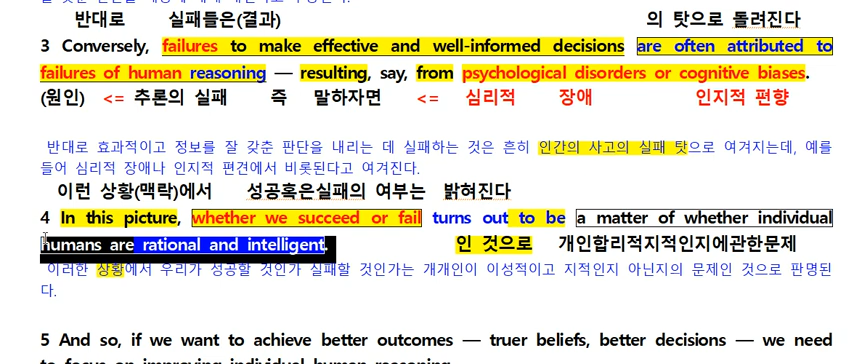 반대로 실패들은(결과) 의 탓으로 돌려진다
3 Conversely, failures to make effective and well-informed decisions are often attributed to
failures of human reasoning — resulting, say, from psychological disorders or cognitive biases.
(원인) <= 추론의 실패 즉 말하자면 <= 심리적 장애 인지적 편향
반대로 효과적이고 정보를 잘 갖춘 판단을 내리는 데 실패하는 것은 흔히 인간의 사고의 실패 탓으로 여겨지는데, 예를
들어 심리적 장애나 인지적 편견에서 비롯된다고 여겨진다.
이런 상황(맥락)에서 성공혹은실패의 여부는 밝혀진다
4 In this picture, whether we succeed or fail turns out to be a matter of whether individual
humans are rational and intelligent. 인 것으로 개인합리적지적인지에관한문제
이러한 상황에서 우리가 성공할 것인가 실패할 것인가는 개개인이 이성적이고 지적인지 아닌지의 문제인 것으로 판명된
다.
5 And so, if we want to achieve better outcomes — truer beliefs, better decisions — we need
to focus on improving individual human reasoning.